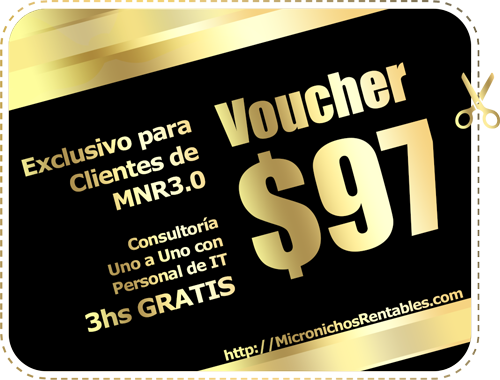 Exclusivo para
Clientes de
MNR3.0
Voucher
$97
Consultoría
Uno a Uno con
Personal de IT
3hs GRATIS
http://MicronichosRentables.com